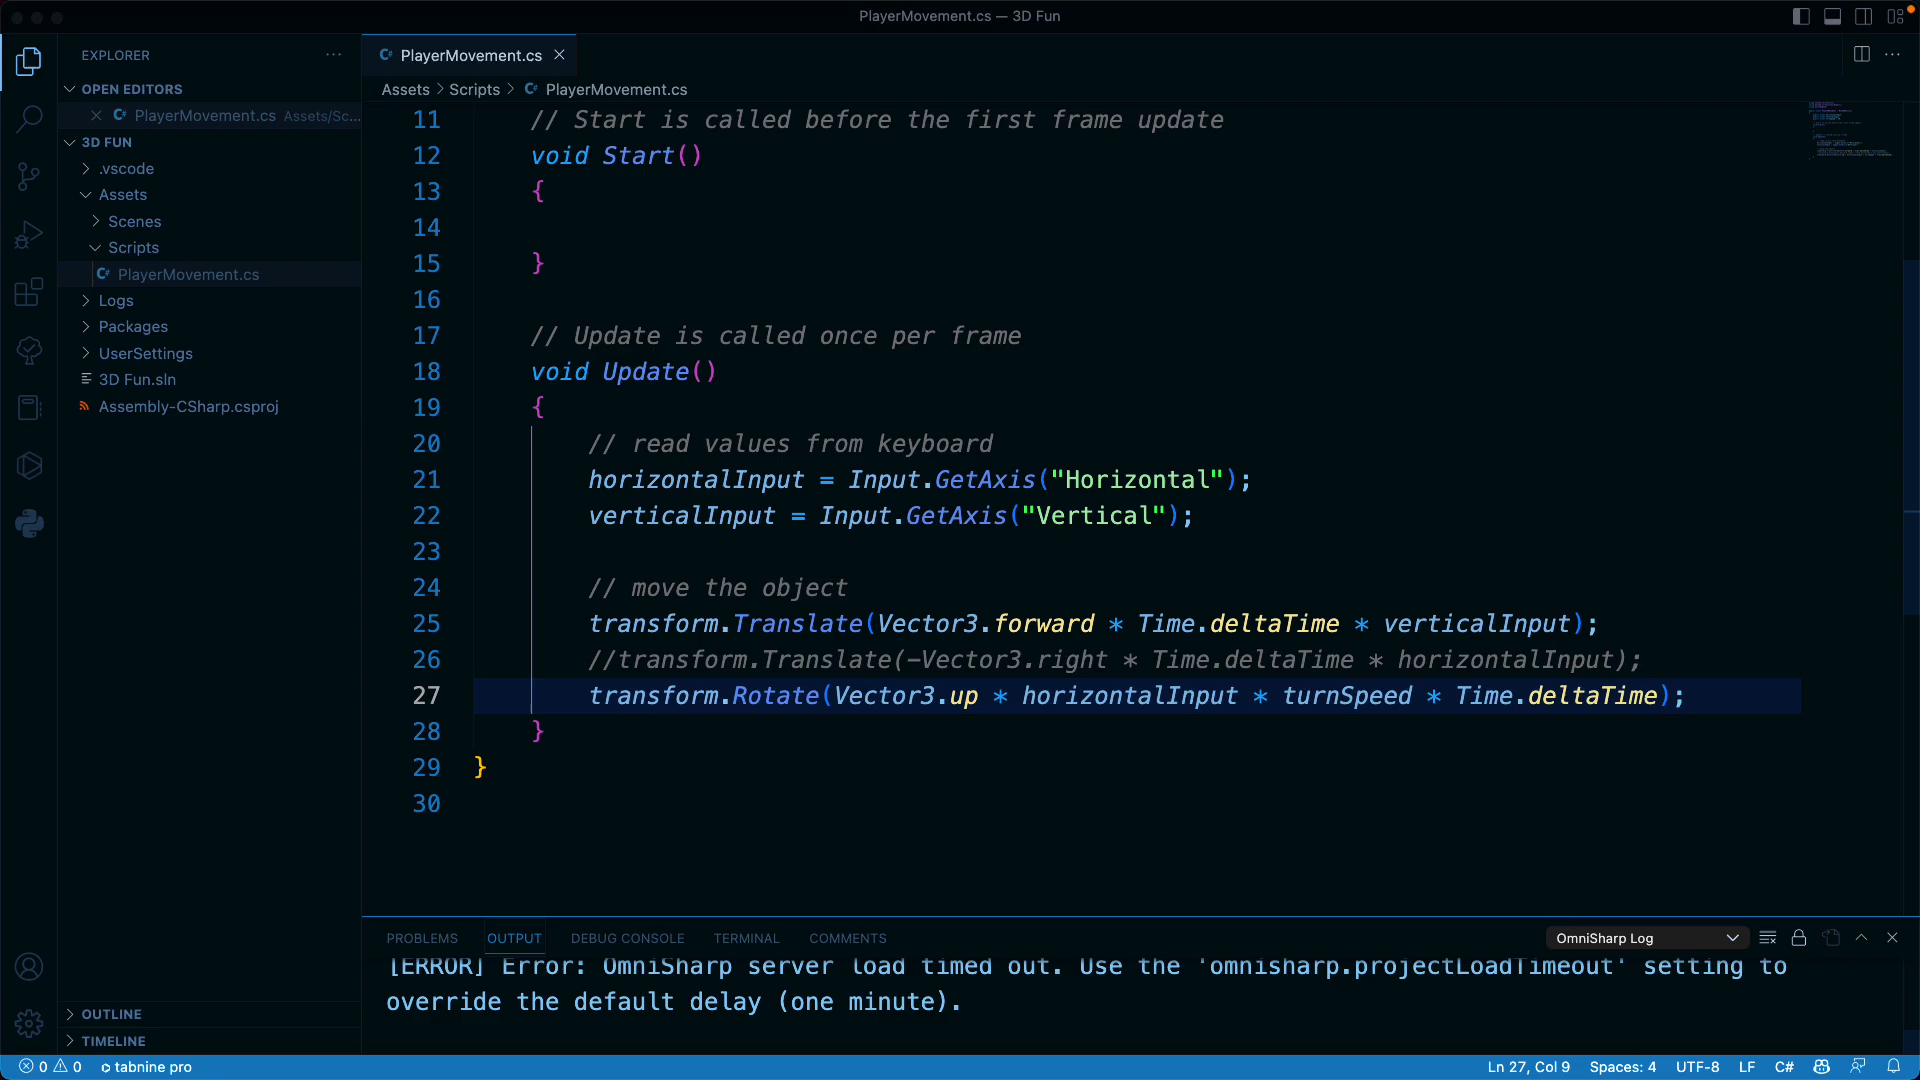 PlayerMovement.cs — 3D Fun
EXPLORER
OPEN EDITORS
PlayerMovement.cs Assets/Sc...
3D FUN
.vscode
Assets
Scenes
Scripts
PlayerMovement.cs
Logs
Packages
UserSettings
3D Fun.sln
Assembly-CSharp.csproj
OUTLINE
TIMELINE
PlayerMovement.cs
Assets > Scripts > PlayerMovement.cs
11 // Start is called before the first frame update
12 void Start()
13 {
14
15 }
16
17 // Update is called once per frame
18 void Update()
19 {
20 // read values from keyboard
21 horizontalInput = Input.GetAxis("Horizontal");
22 verticalInput = Input.GetAxis("Vertical");
23
24 // move the object
25 transform.Translate(Vector3.forward * Time.deltaTime * verticalInput);
26 //transform.Translate(-Vector3.right * Time.deltaTime * horizontalInput);
27 transform.Rotate(Vector3.up * horizontalInput * turnSpeed * Time.deltaTime);
28 }
29 }
30
PROBLEMS OUTPUT DEBUG CONSOLE TERMINAL COMMENTS OmniSharp Log
[ERROR] Error: OmniSharp server load timed out. Use the 'omnisharp.projectLoadTimeout' setting to
override the default delay (one minute).
0 0 tabnine pro Ln 27, Col 9 Spaces: 4 UTF-8 LF C#